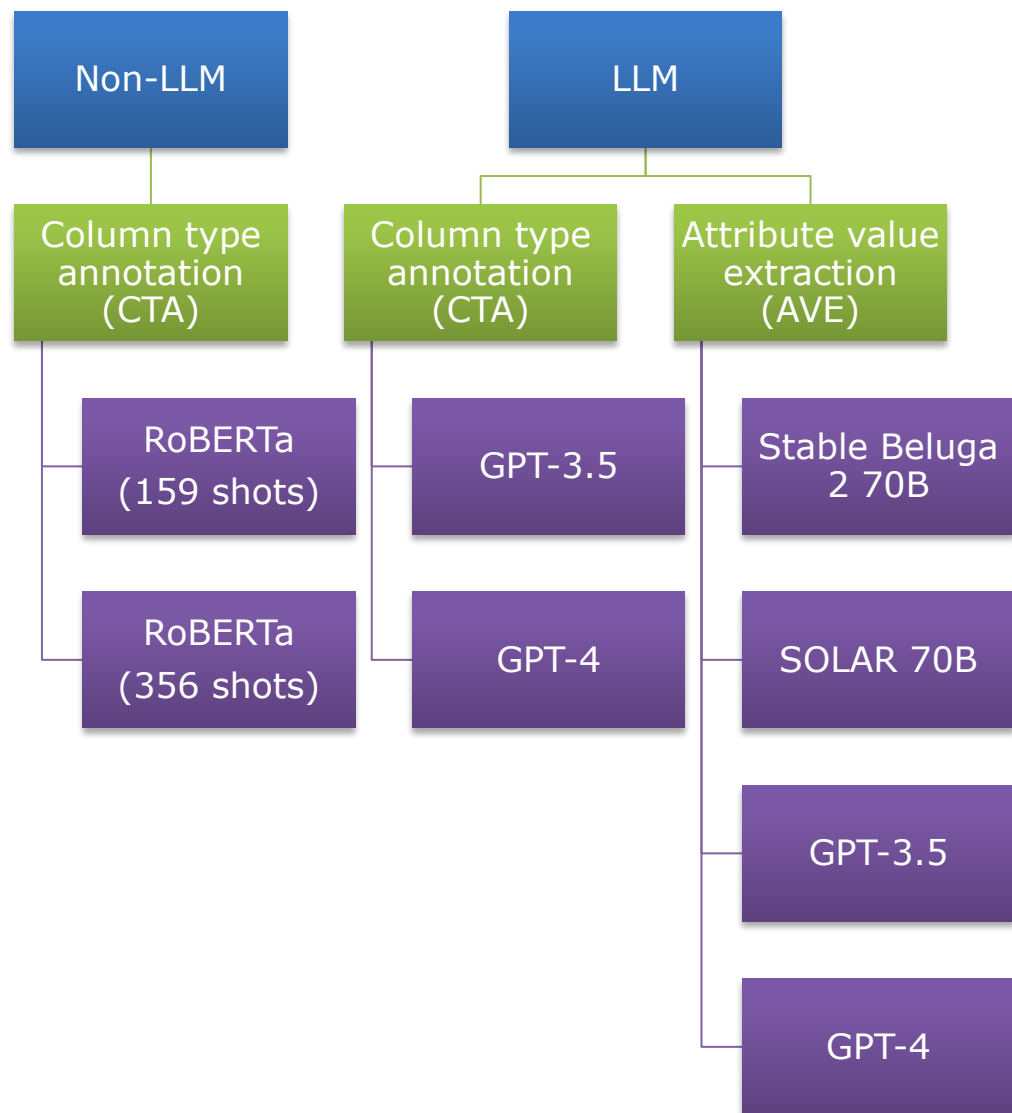 Non-LLM
LLM
Column type
annotation
(CTA)
Column type
annotation
(CTA)
Attribute value
extraction
(AVE)
RoBERTa
(159 shots)
GPT-3.5
Stable Beluga
2 70B
RoBERTa
(356 shots)
GPT-4
SOLAR 70B
GPT-3.5
GPT-4